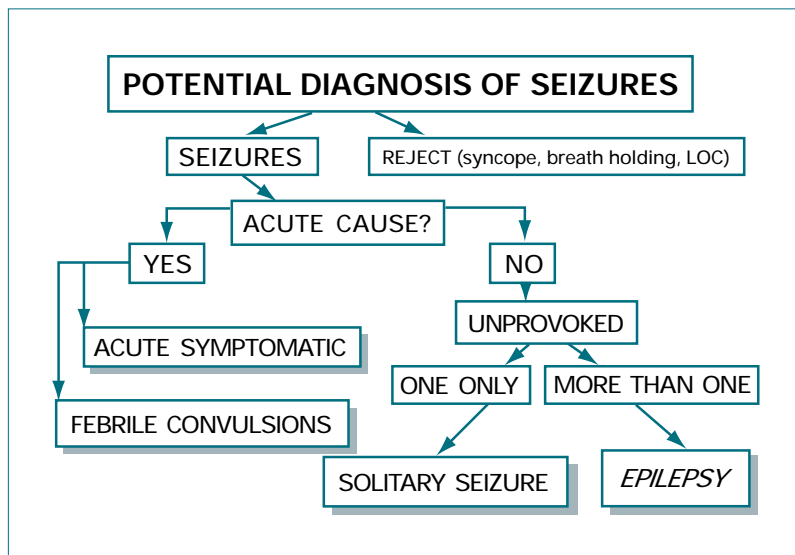 POTENTIAL DIAGNOSIS OF SEIZURES
SEIZURES
REJECT (syncope, breath holding, LOC)
ACUTE CAUSE?
YES
NO
UNPROVOKED
ACUTE SYMPTOMATIC
ONE ONLY
MORE THAN ONE
FEBRILE CONVULSIONS
SOLITARY SEIZURE
EPILEPSY